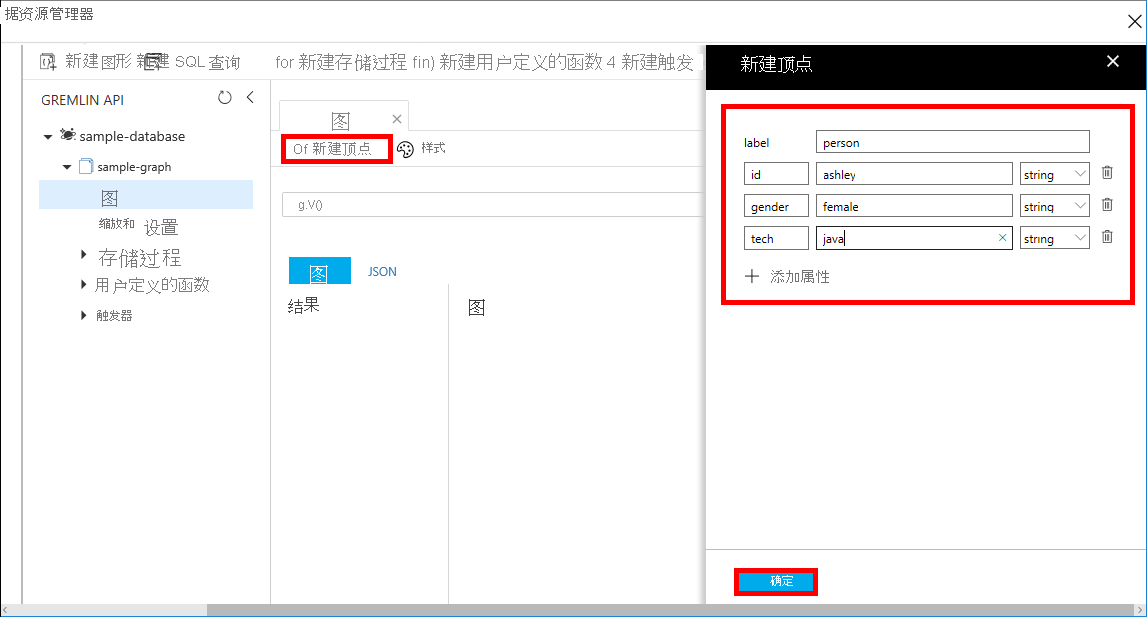 据资源管理器
新建图形 新建 SQL 查询 for 新建存储过程 fin) 新建用户定义的函数 4 新建触发
GREMLIN API
sample-database
sample-graph
图
缩放和 设置
存储过程
用户定义的函数
触发器
图
Of 新建顶点 样式
g.V()
图 JSON
结果 图
新建顶点
label person
id ashley string
gender female string
tech java string
添加属性
确定